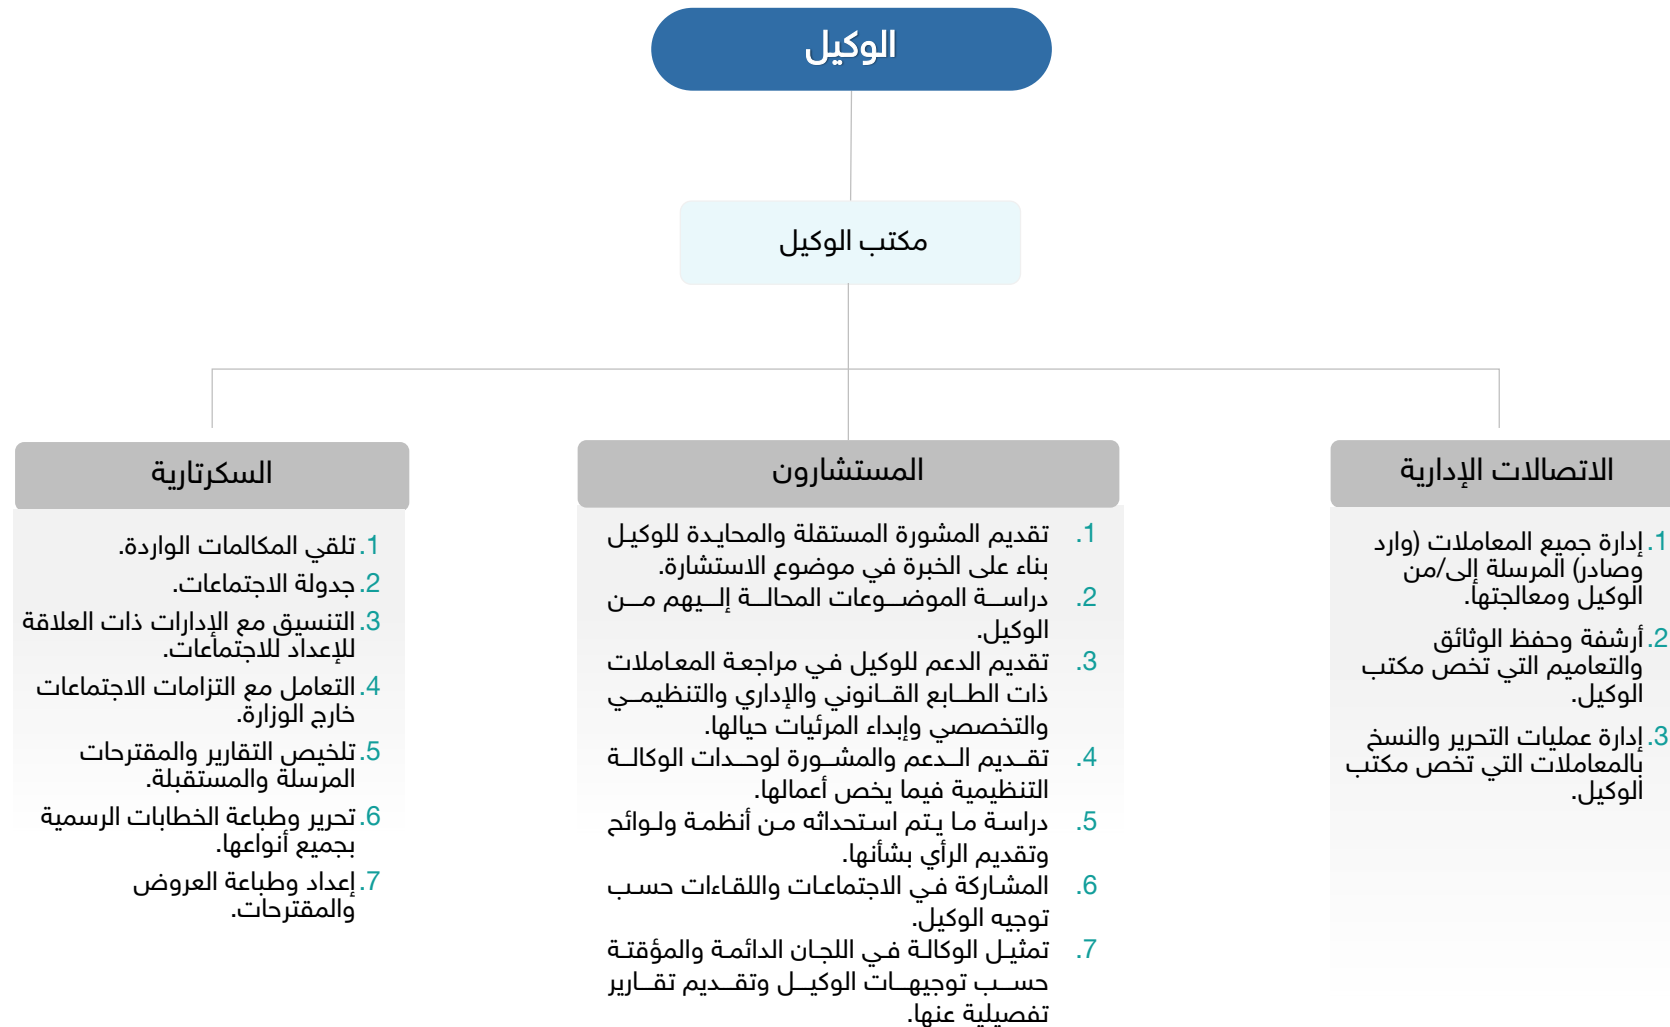 الوكيل
مكتب الوكيل
الاتصالات الإدارية
1. إدارة جميع المعاملات (وارد
وصادر) المرسلة إلى/من
الوكيل ومعالجتها.
2. أرشفة وحفظ الوثائق
والتعاميم التي تخص مكتب
الوكيل.
3. إدارة عمليات التحرير والنسخ
بالمعاملات التي تخص مكتب
الوكيل.
المستشارون
1. تقديم المشورة المستقلة والمحايدة للوكيل
بناء على الخبرة في موضوع الاستشارة.
2. دراسة الموضوعات المحالة إليهم من
الوكيل.
3. تقديم الدعم للوكيل في مراجعة المعاملات
ذات الطابع القانوني والإداري والتنظيمي
والتخصصي وإبداء المرئيات حيالها.
4. تقديم الدعم والمشورة لوحدات الوكالة
التنظيمية فيما يخص أعمالها.
5. دراسة ما يتم استحداثه من أنظمة ولوائح
وتقديم الرأي بشأنها.
6. المشاركة في الاجتماعات واللقاءات حسب
توجيه الوكيل.
7. تمثيل الوكالة في اللجان الدائمة والمؤقتة
حسب توجيهات الوكيل وتقديم تقارير
تفصيلية عنها.
السكرتارية
1. تلقي المكالمات الواردة.
2. جدولة الاجتماعات.
3. التنسيق مع الإدارات ذات العلاقة
للإعداد للاجتماعات.
4. التعامل مع التزامات الاجتماعات
خارج الوزارة.
5. تلخيص التقارير والمقترحات
المرسلة والمستقبلة.
6. تحرير وطباعة الخطابات الرسمية
بجميع أنواعها.
7. إعداد وطباعة العروض
والمقترحات.